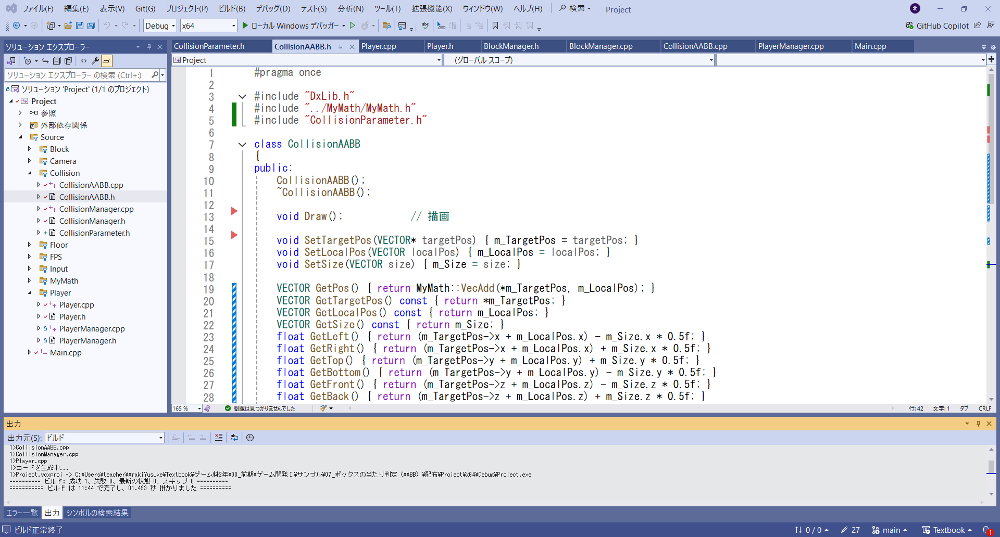 ファイル(F) 編集(E) 表示(V) Git(G) プロジェクト(P) ビルド(B) デバッグ(D) テスト(S) 分析(N) ツール(T) 拡張機能(X) ウィンドウ(W) ヘルプ(H) 検索 Project 北
Debug x64 ローカル Windows デバッガー GitHub Copilot
ソリューション エクスプローラー
ソリューション エクスプローラー の検索 (Ctrl+:)
ソリューション 'Project' (1/1 のプロジェクト)
Project
参照
外部依存関係
Source
Block
Camera
Collision
CollisionAABB.cpp
CollisionAABB.h
CollisionManager.cpp
CollisionManager.h
CollisionParameter.h
Floor
FPS
Input
MyMath
Player
Player.cpp
Player.h
PlayerManager.cpp
PlayerManager.h
Main.cpp
CollisionParameter.h CollisionAABB.h Player.cpp Player.h BlockManager.h BlockManager.cpp CollisionAABB.cpp PlayerManager.cpp Main.cpp
Project (グローバル スコープ)
1 #pragma once
2
3 #include "DxLib.h"
4 #include "../MyMath/MyMath.h"
5 #include "CollisionParameter.h"
6
7 class CollisionAABB
8 {
9 public:
10 CollisionAABB();
11 ~CollisionAABB();
12
13 void Draw(); // 描画
14
15 void SetTargetPos(VECTOR* targetPos) { m_TargetPos = targetPos; }
16 void SetLocalPos(VECTOR localPos) { m_LocalPos = localPos; }
17 void SetSize(VECTOR size) { m_Size = size; }
18
19 VECTOR GetPos() { return MyMath::VecAdd(*m_TargetPos, m_LocalPos); }
20 VECTOR GetTargetPos() const { return *m_TargetPos; }
21 VECTOR GetLocalPos() const { return m_LocalPos; }
22 VECTOR GetSize() const { return m_Size; }
23 float GetLeft() { return (m_TargetPos->x + m_LocalPos.x) - m_Size.x * 0.5f; }
24 float GetRight() { return (m_TargetPos->x + m_LocalPos.x) + m_Size.x * 0.5f; }
25 float GetTop() { return (m_TargetPos->y + m_LocalPos.y) + m_Size.y * 0.5f; }
26 float GetBottom() { return (m_TargetPos->y + m_LocalPos.y) - m_Size.y * 0.5f; }
27 float GetFront() { return (m_TargetPos->z + m_LocalPos.z) - m_Size.z * 0.5f; }
28 float GetBack() { return (m_TargetPos->z + m_LocalPos.z) + m_Size.z * 0.5f; }
165 % 問題は見つかりませんでした 行: 42 文字: 1 タブ CRLF
出力
出力元(S): ビルド
1>CollisionAABB.cpp
1>CollisionManager.cpp
1>Player.cpp
1>コードを生成中...
1>Project.vcxproj -> C:¥Users¥teacher¥ArakiYusuke¥Textbook¥ゲーム科2年¥00_前期¥ゲーム開発Ⅰ¥サンプル¥07_ボックスの当たり判定（AABB）¥配布¥Project¥x64¥Debug¥Project.exe
========== ビルド: 成功 1、失敗 0、最新の状態 0、スキップ 0 ==========
=========== ビルド は 11:44 で完了し、01.493 秒 掛かりました ==========
エラー一覧 出力 シンボルの検索結果
ビルド正常終了 0 / 0 27 main Textbook 1